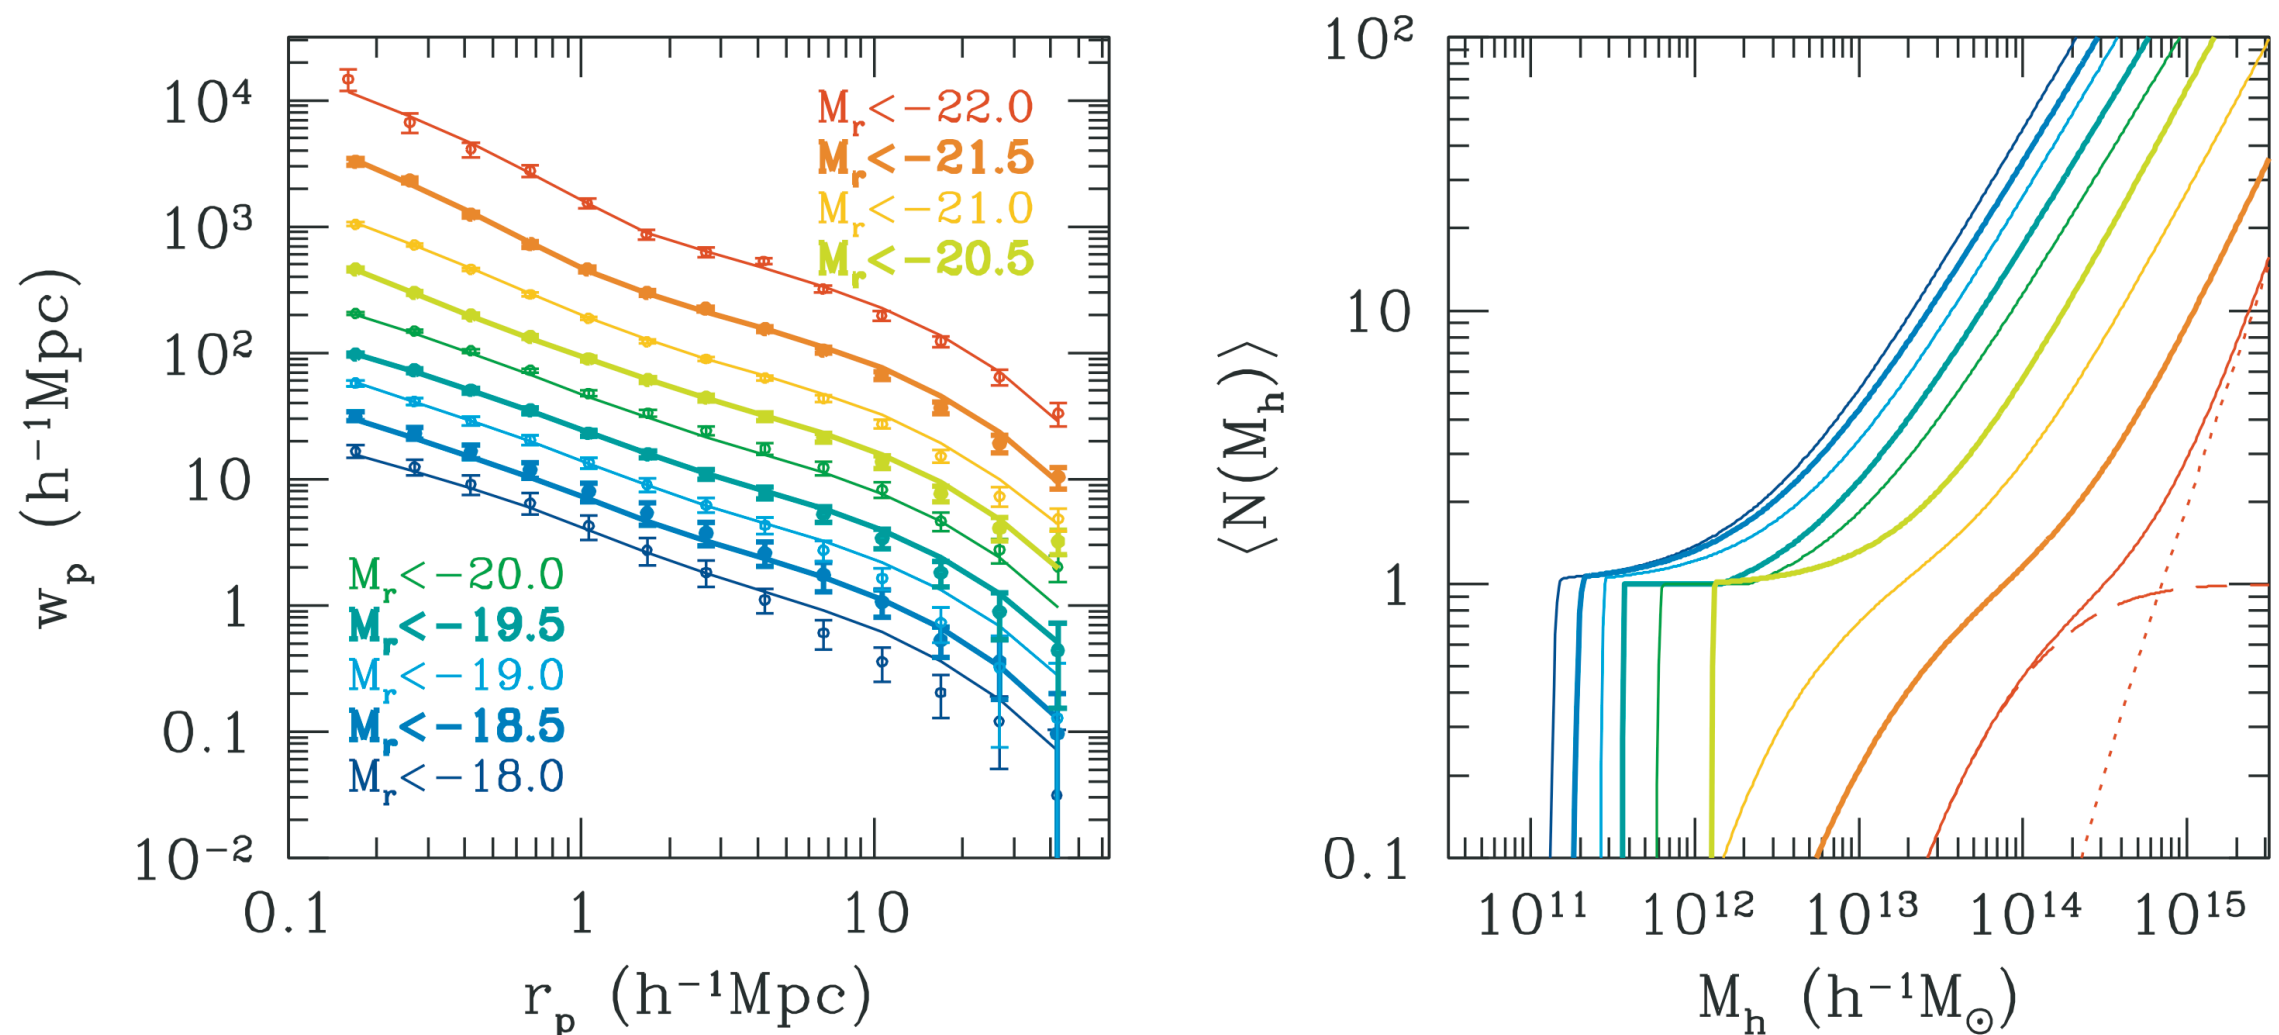 10⁴
10³
10²
10
1
0.1
10⁻²
w_p (h⁻¹Mpc)
M_r<-22.0
M_r<-21.5
M_r<-21.0
M_r<-20.5
M_r<-20.0
M_r<-19.5
M_r<-19.0
M_r<-18.5
M_r<-18.0
0.1 1 10
r_p (h⁻¹Mpc)
10²
10
1
0.1
⟨N(M_h)⟩
10¹¹ 10¹² 10¹³ 10¹⁴ 10¹⁵
M_h (h⁻¹M_⊙)